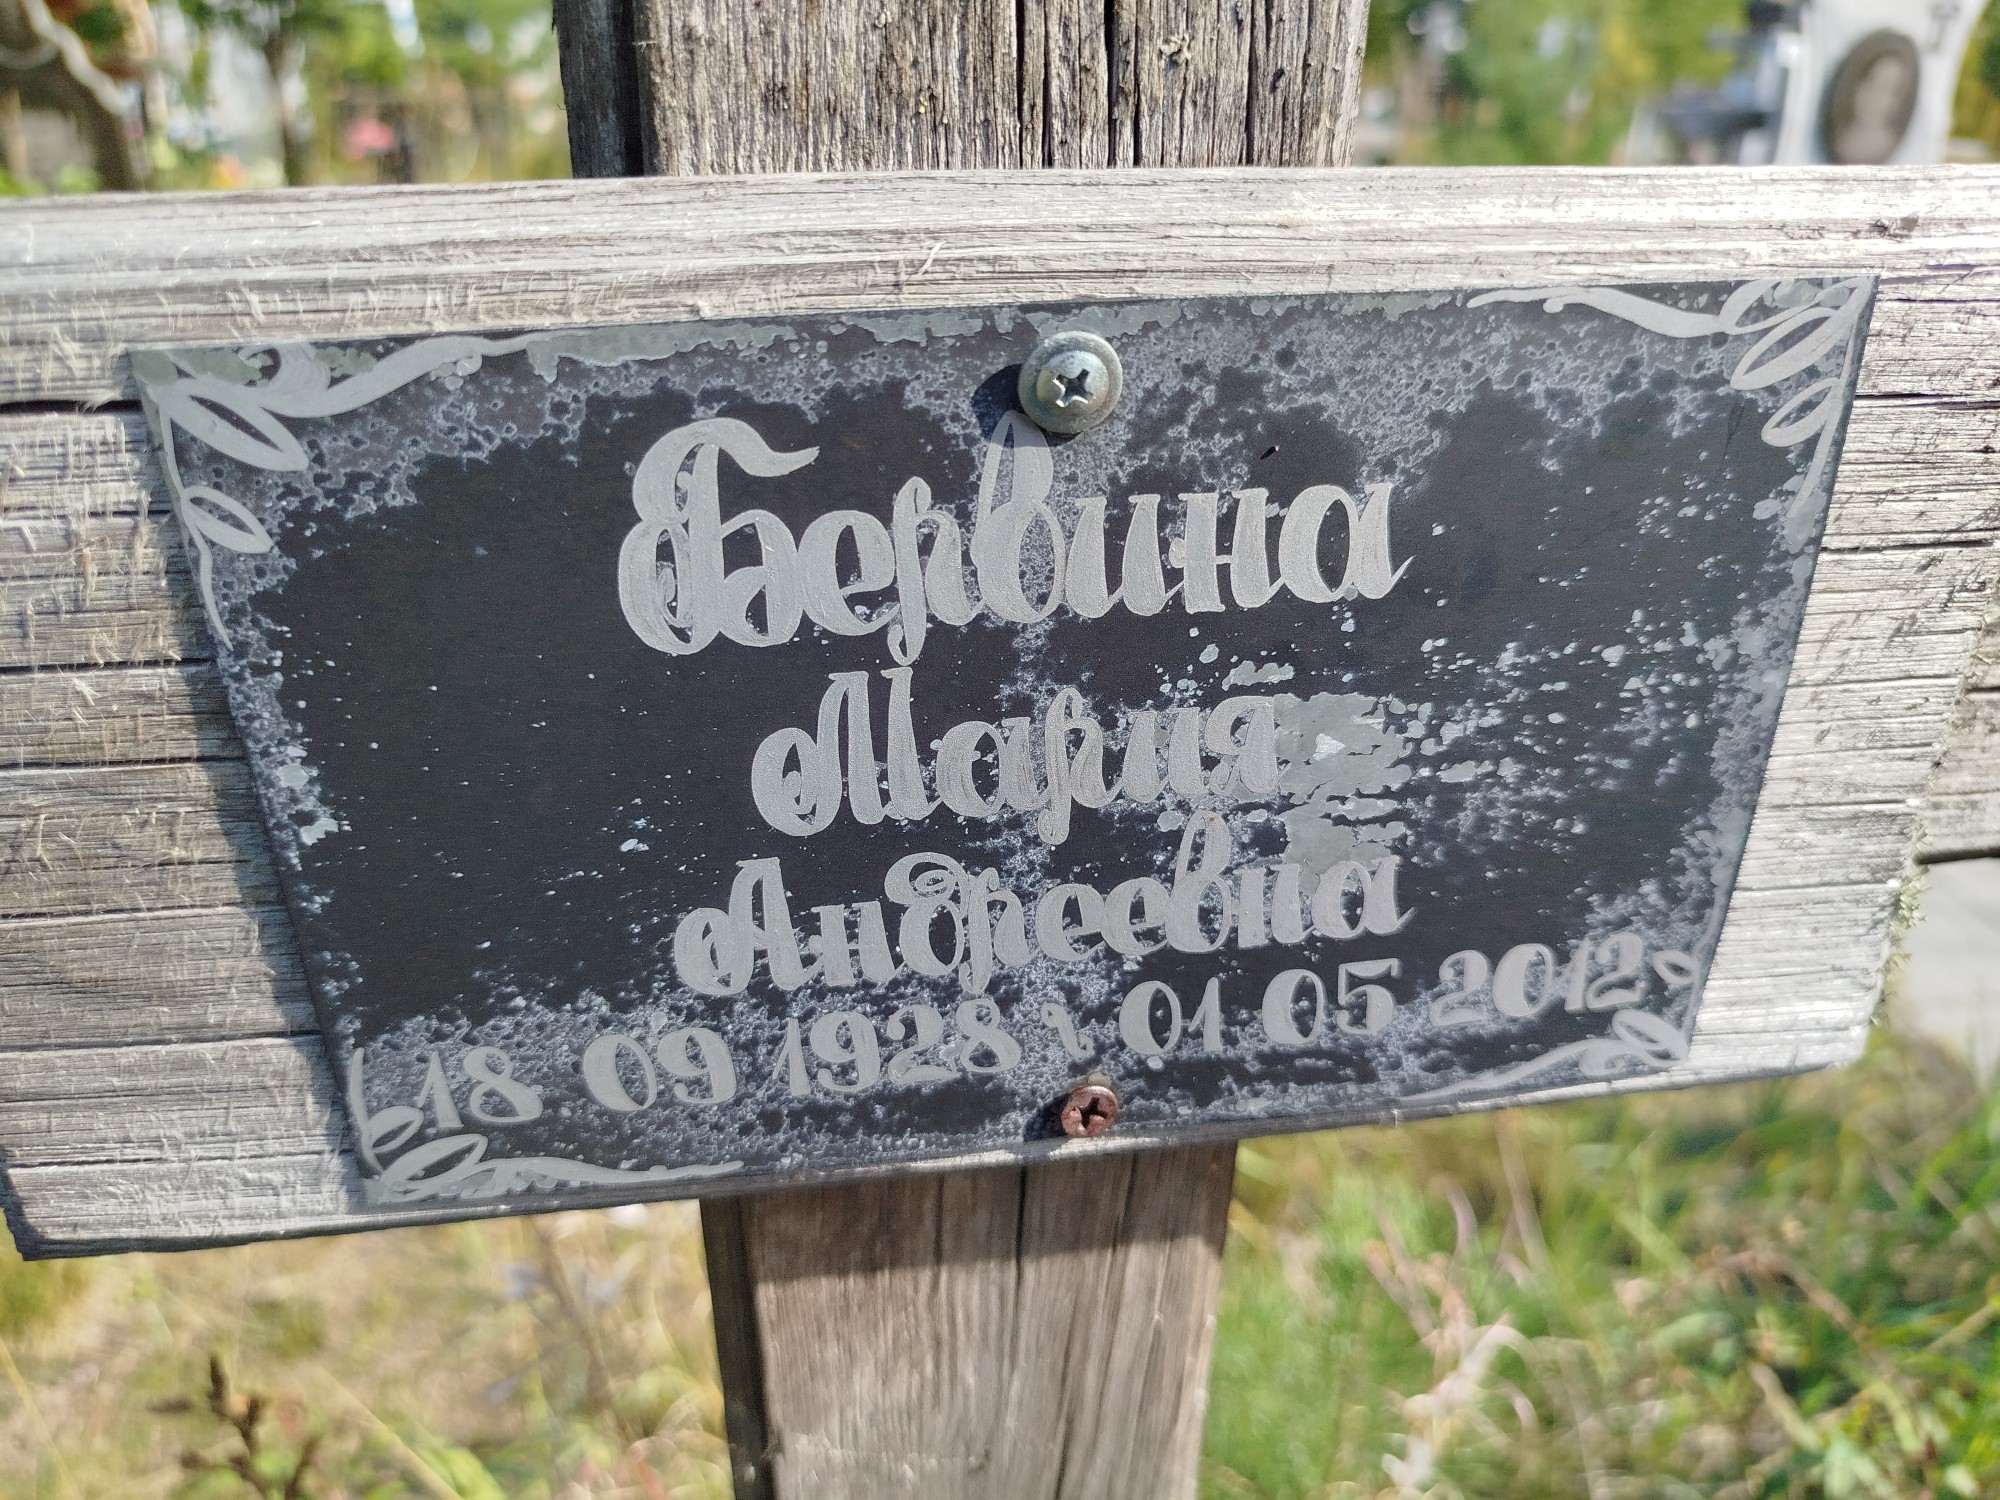 Бервина
Мария
Андреевна
18 09 1928 г 01 05 2012